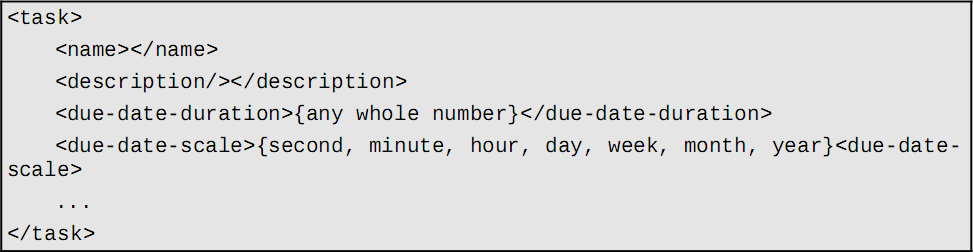 <task>
<name></name>
<description/></description>
<due-date-duration>{any whole number}</due-date-duration>
<due-date-scale>{second, minute, hour, day, week, month, year}<due-date-
scale>
...
</task>